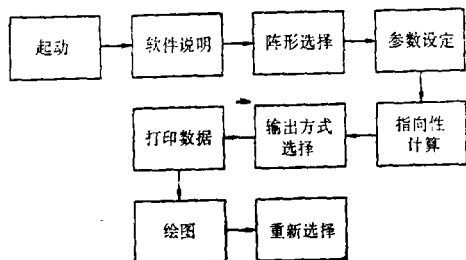 起动
软件说明
阵形选择
参数设定
打印数据
输出方式
选择
指向性
计算
绘图
重新选择